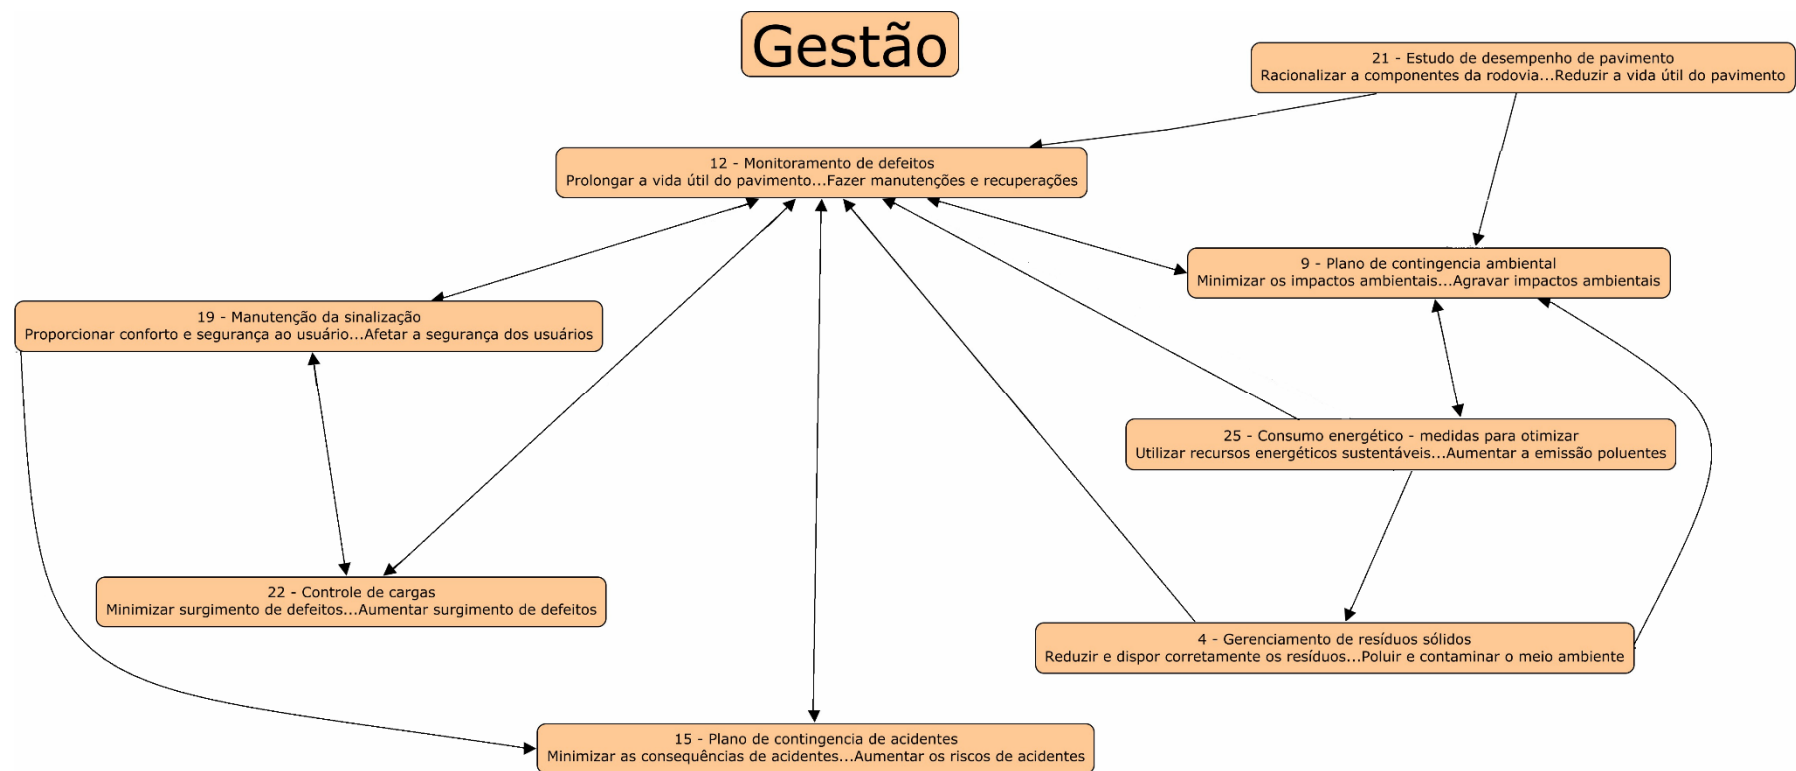 Gestão
21 - Estudo de desempenho de pavimento
Racionalizar a componentes da rodovia...Reduzir a vida útil do pavimento
12 - Monitoramento de defeitos
Prolongar a vida útil do pavimento...Fazer manutenções e recuperações
9 - Plano de contingencia ambiental
Minimizar os impactos ambientais...Agravar impactos ambientais
19 - Manutenção da sinalização
Proporcionar conforto e segurança ao usuário...Afetar a segurança dos usuários
25 - Consumo energético - medidas para otimizar
Utilizar recursos energéticos sustentáveis...Aumentar a emissão poluentes
22 - Controle de cargas
Minimizar surgimento de defeitos...Aumentar surgimento de defeitos
4 - Gerenciamento de resíduos sólidos
Reduzir e dispor corretamente os resíduos...Poluir e contaminar o meio ambiente
15 - Plano de contingencia de acidentes
Minimizar as consequências de acidentes...Aumentar os riscos de acidentes